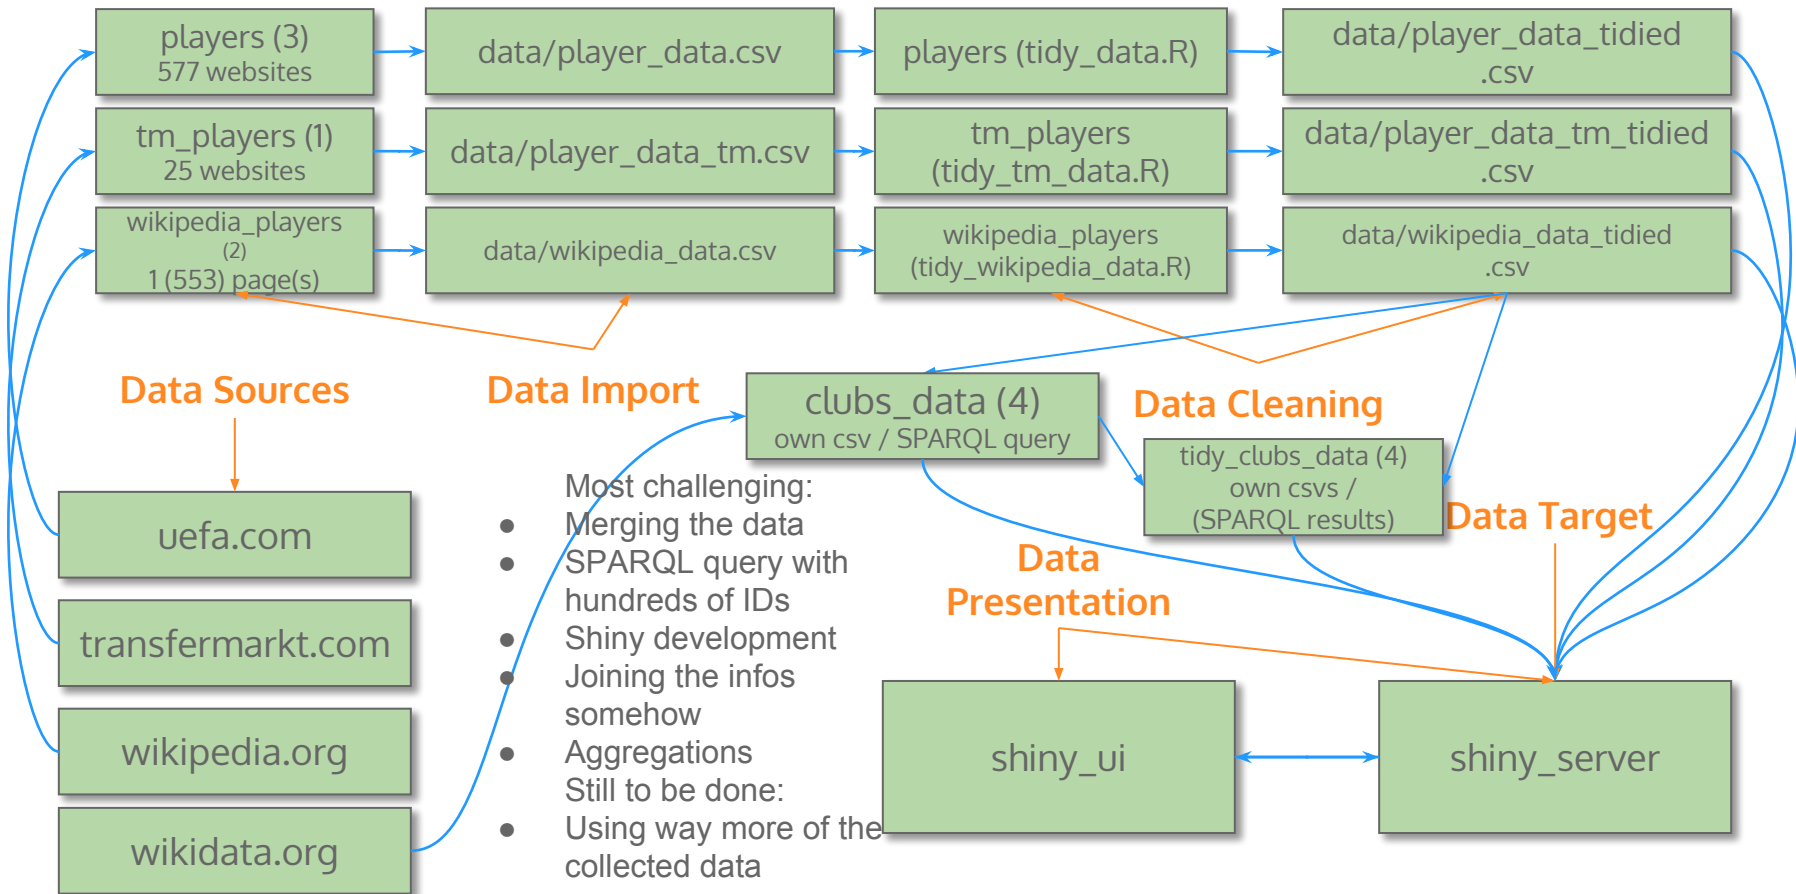 players (3)
577 websites
data/player_data.csv
players (tidy_data.R)
data/player_data_tidied
.csv
tm_players (1)
25 websites
data/player_data_tm.csv
tm_players
(tidy_tm_data.R)
data/player_data_tm_tidied
.csv
wikipedia_players
(2)
1 (553) page(s)
data/wikipedia_data.csv
wikipedia_players
(tidy_wikipedia_data.R)
data/wikipedia_data_tidied
.csv
Data Sources
Data Import
clubs_data (4)
own csv / SPARQL query
Data Cleaning
tidy_clubs_data (4)
own csvs /
(SPARQL results)
Data Target
uefa.com
transfermarkt.com
wikipedia.org
wikidata.org
Most challenging:
● Merging the data
● SPARQL query with
hundreds of IDs
● Shiny development
● Joining the infos
somehow
● Aggregations
Still to be done:
● Using way more of the
collected data
Data
Presentation
shiny_ui
shiny_server